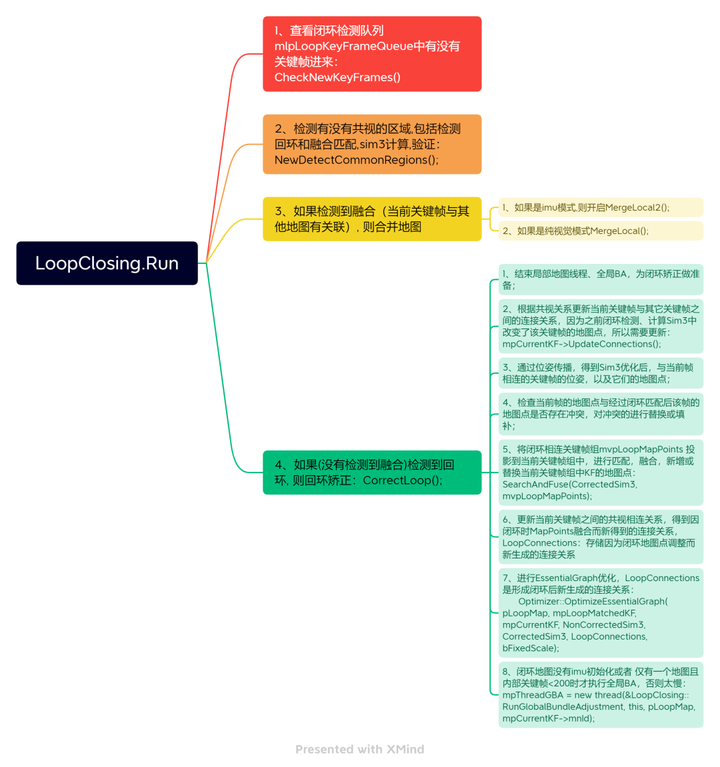 LoopClosing.Run
1、查看闭环检测队列
mlpLoopKeyFrameQueue中有没有
关键帧进来：
CheckNewKeyFrames()
2、检测有没有共视的区域,包括检测
回环和融合匹配,sim3计算,验证：
NewDetectCommonRegions();
3、如果检测到融合（当前关键帧与其
他地图有关联）, 则合并地图
1、如果是imu模式,则开启MergeLocal2();
2、如果是纯视觉模式MergeLocal();
4、如果(没有检测到融合)检测到回
环, 则回环矫正：CorrectLoop();
1、结束局部地图线程、全局BA，为闭环矫正做准
备；
2、根据共视关系更新当前关键帧与其它关键帧之
间的连接关系，因为之前闭环检测、计算Sim3中
改变了该关键帧的地图点，所以需要更新：
mpCurrentKF->UpdateConnections();
3、通过位姿传播，得到Sim3优化后，与当前帧
相连的关键帧的位姿，以及它们的地图点；
4、检查当前帧的地图点与经过闭环匹配后该帧的
地图点是否存在冲突，对冲突的进行替换或填
补；
5、将闭环相连关键帧组mvpLoopMapPoints 投
影到当前关键帧组中，进行匹配，融合，新增或
替换当前关键帧组中KF的地图点：
SearchAndFuse(CorrectedSim3,
mvpLoopMapPoints);
6、更新当前关键帧之间的共视相连关系，得到因
闭环时MapPoints融合而新得到的连接关系，
LoopConnections：存储因为闭环地图点调整而
新生成的连接关系
7、进行EssentialGraph优化，LoopConnections
是形成闭环后新生成的连接关系：
Optimizer::OptimizeEssentialGraph(
pLoopMap, mpLoopMatchedKF,
mpCurrentKF, NonCorrectedSim3,
CorrectedSim3, LoopConnections,
bFixedScale);
8、闭环地图没有imu初始化或者 仅有一个地图且
内部关键帧<200时才执行全局BA，否则太慢：
mpThreadGBA = new thread(&LoopClosing::
RunGlobalBundleAdjustment, this, pLoopMap,
mpCurrentKF->mnId);
Presented with XMind